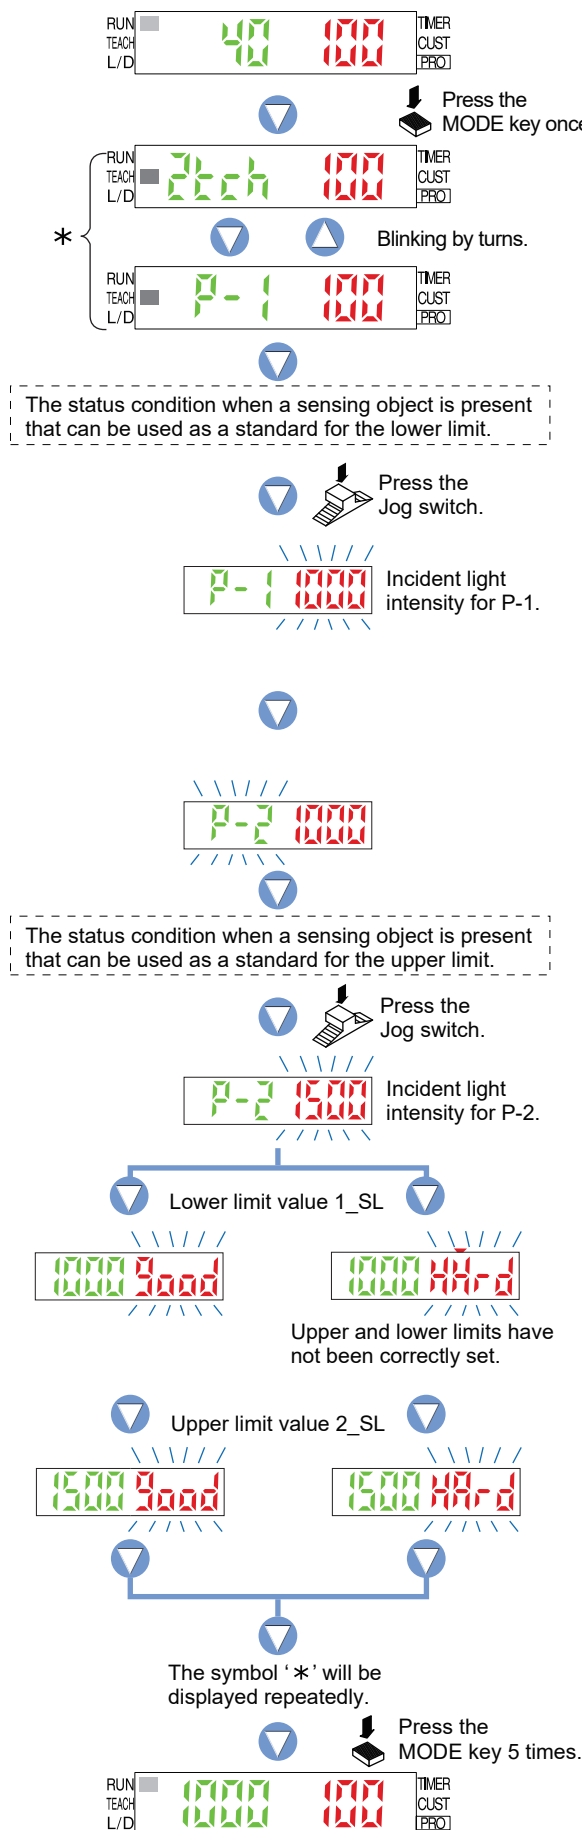 RUN 40 100 TIMER
TEACH CUST
L/D PRO
Press the
MODE key once
RUN 2tch 100 TIMER
TEACH CUST
L/D PRO
* Blinking by turns.
RUN P-1 100 TIMER
TEACH CUST
L/D PRO
The status condition when a sensing object is present
that can be used as a standard for the lower limit.
Press the
Jog switch.
P-1 1000
Incident light
intensity for P-1.
P-2 1000
The status condition when a sensing object is present
that can be used as a standard for the upper limit.
Press the
Jog switch.
P-2 1500
Incident light
intensity for P-2.
Lower limit value 1_SL
1000 good 1000 HArd
Upper and lower limits have
not been correctly set.
Upper limit value 2_SL
1500 good 1500 HArd
The symbol ‘*’ will be
displayed repeatedly.
Press the
MODE key 5 times.
RUN 1000 100 TIMER
TEACH CUST
L/D PRO